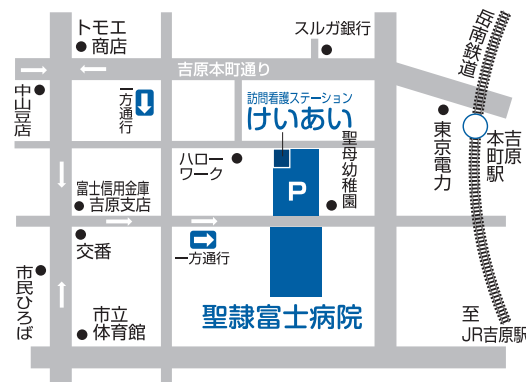 トモエ
商店
スルガ銀行
岳南鉄道
吉原本町通り
中山豆店
一方
通行
訪問看護ステーション
けいあい
東京電力
吉原
本町駅
聖母幼稚園
ハロー
ワーク
P
富士信用金庫
吉原支店
交番
一方通行
市民ひろば
市立
体育館
聖隷富士病院
至
JR吉原駅